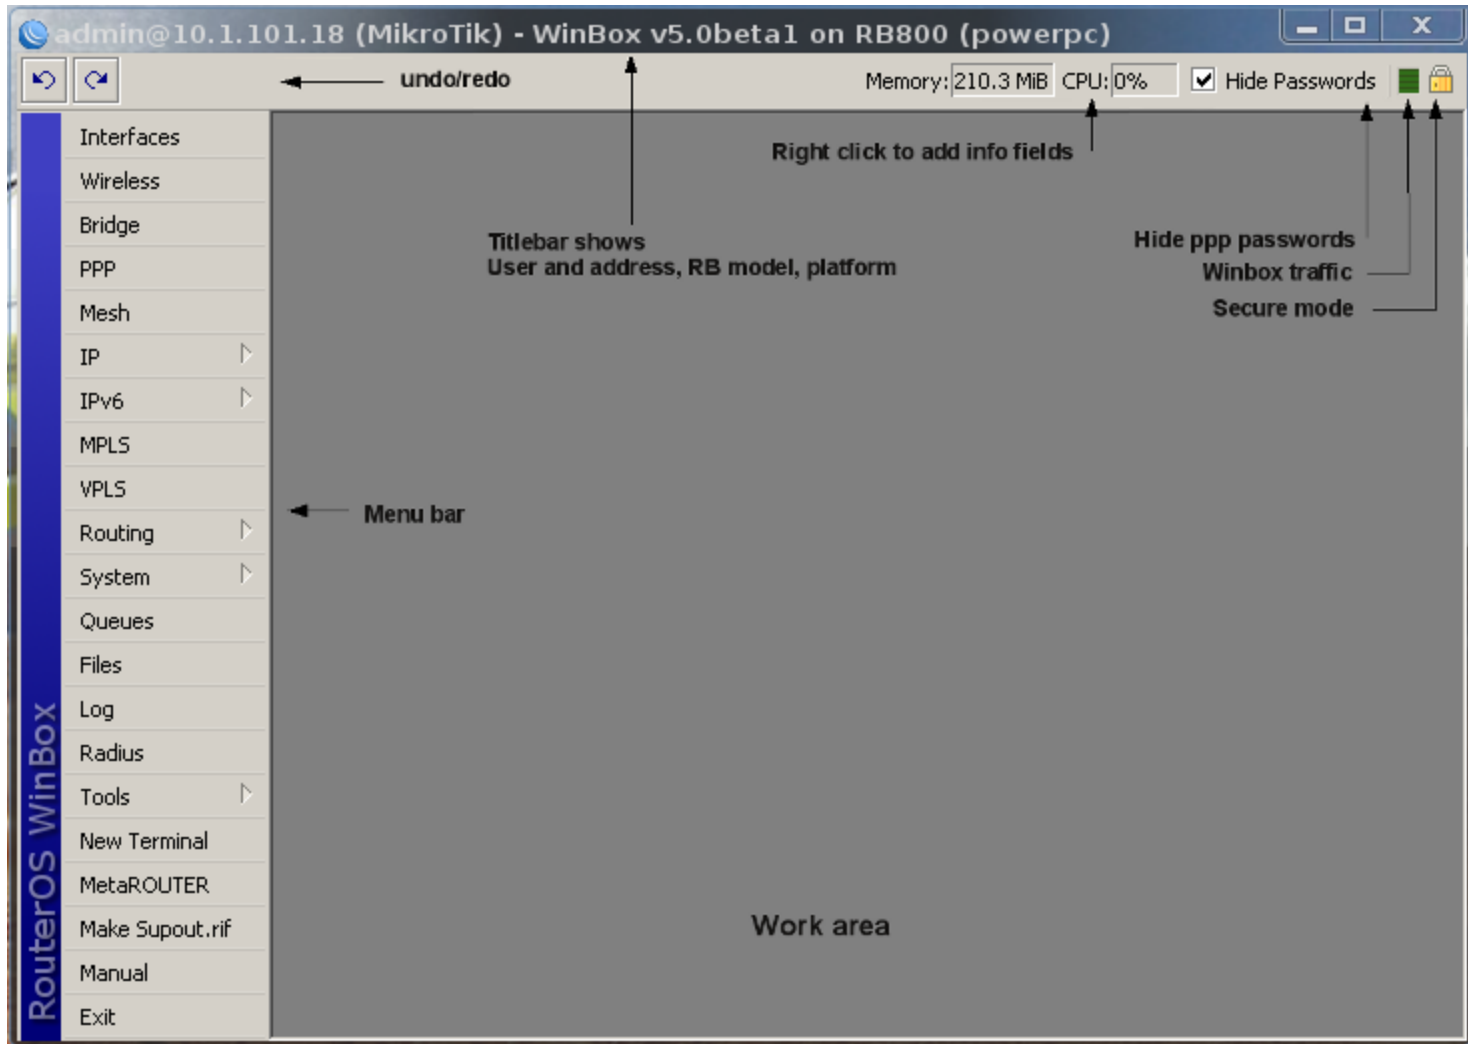 admin@10.1.101.18 (MikroTik) - WinBox v5.0beta1 on RB800 (powerpc)
undo/redo
Memory: 210.3 MiB CPU: 0% Hide Passwords
Interfaces
Right click to add info fields
Wireless
Bridge
Titlebar shows
User and address, RB model, platform
Hide ppp passwords
Winbox traffic
Secure mode
PPP
Mesh
IP
IPv6
MPLS
VPLS
Menu bar
Routing
System
Queues
Files
Log
Radius
Tools
New Terminal
MetaROUTER
Make Supout.rif
Work area
Manual
Exit
RouterOS WinBox